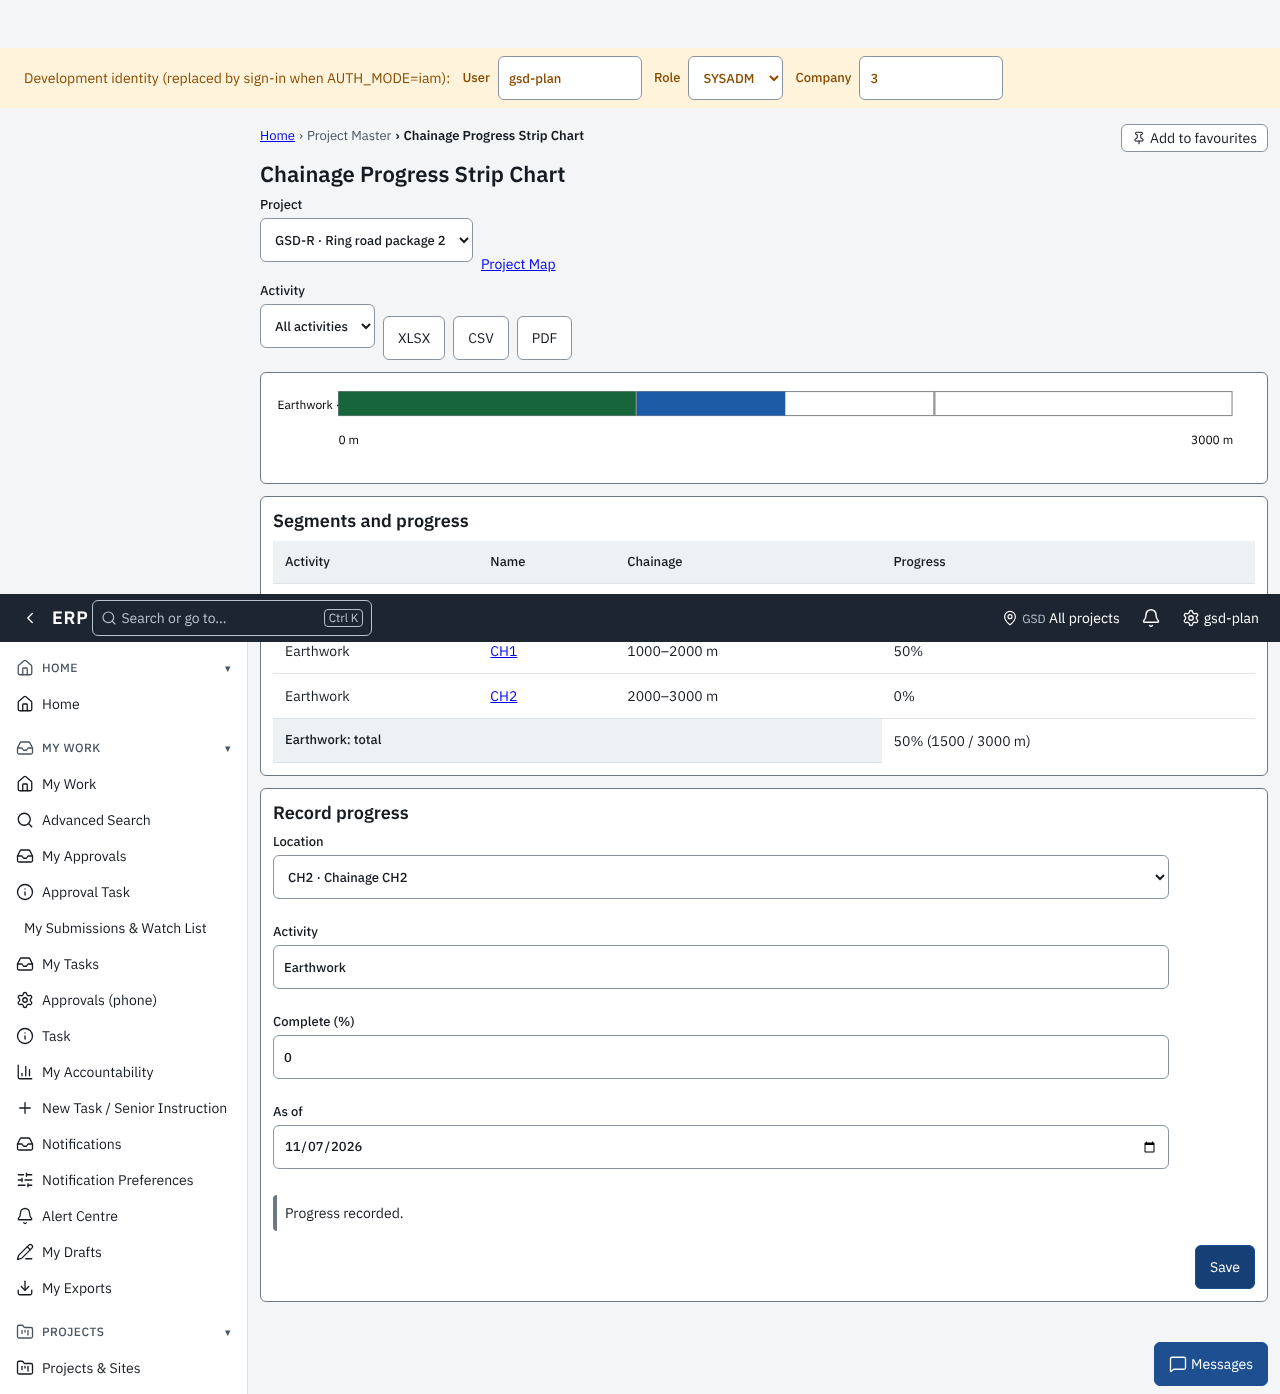 Development identity (replaced by sign-in when AUTH_MODE=iam): User gsd-plan Role SYSADM Company 3
Home › Project Master › Chainage Progress Strip Chart
Add to favourites
Chainage Progress Strip Chart
Project
GSD-R · Ring road package 2
Project Map
Activity
All activities XLSX CSV PDF
Earthwork
0 m 3000 m
Segments and progress
Activity Name Chainage Progress
ERP Search or go to... Ctrl K GSD All projects gsd-plan
Earthwork CH1 1000–2000 m 50%
Earthwork CH2 2000–3000 m 0%
Earthwork: total 50% (1500 / 3000 m)
Record progress
Location
CH2 · Chainage CH2
Activity
Earthwork
Complete (%)
0
As of
11/07/2026
Progress recorded.
Save
Messages
HOME
Home
MY WORK
My Work
Advanced Search
My Approvals
Approval Task
My Submissions & Watch List
My Tasks
Approvals (phone)
Task
My Accountability
New Task / Senior Instruction
Notifications
Notification Preferences
Alert Centre
My Drafts
My Exports
PROJECTS
Projects & Sites